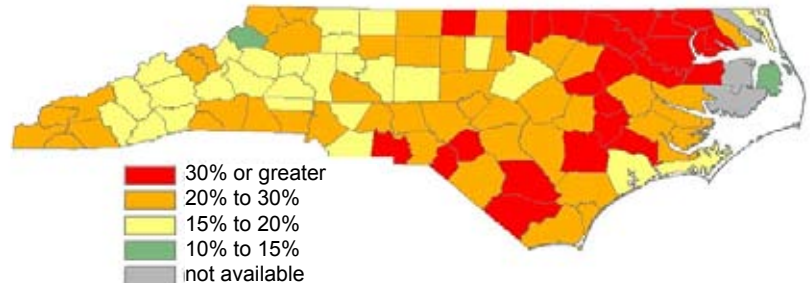 30% or greater
20% to 30%
15% to 20%
10% to 15%
not available